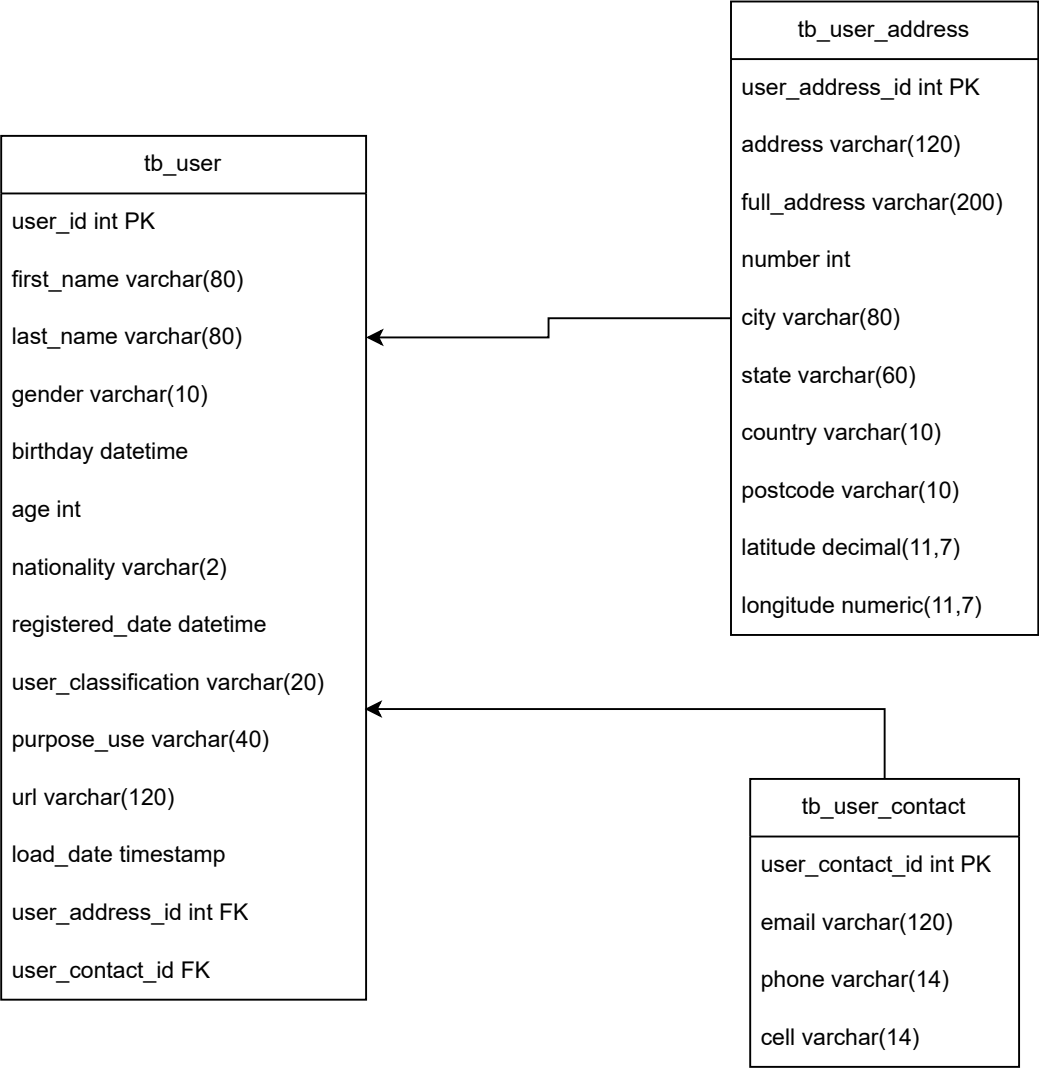 tb_user
user_id int PK
first_name varchar(80)
last_name varchar(80)
gender varchar(10)
birthday datetime
age int
nationality varchar(2)
registered_date datetime
user_classification varchar(20)
purpose_use varchar(40)
url varchar(120)
load_date timestamp
user_address_id int FK
user_contact_id FK
tb_user_address
user_address_id int PK
address varchar(120)
full_address varchar(200)
number int
city varchar(80)
state varchar(60)
country varchar(10)
postcode varchar(10)
latitude decimal(11,7)
longitude numeric(11,7)
tb_user_contact
user_contact_id int PK
email varchar(120)
phone varchar(14)
cell varchar(14)